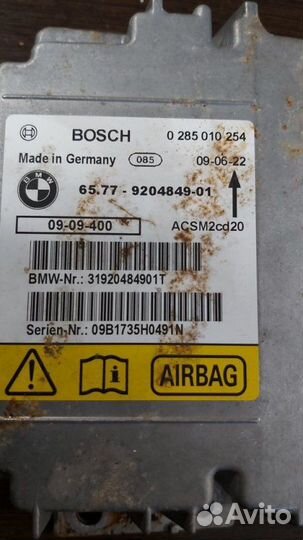 BOSCH 0 285 010 254
Made in Germany 085 09-06-22
BMW
65.77 - 9204849-01
09-09-400 ACSM2cd20
BMW-Nr.: 31920484901T
Serien-Nr.: 09B1735H0491N
AIRBAG
Avito